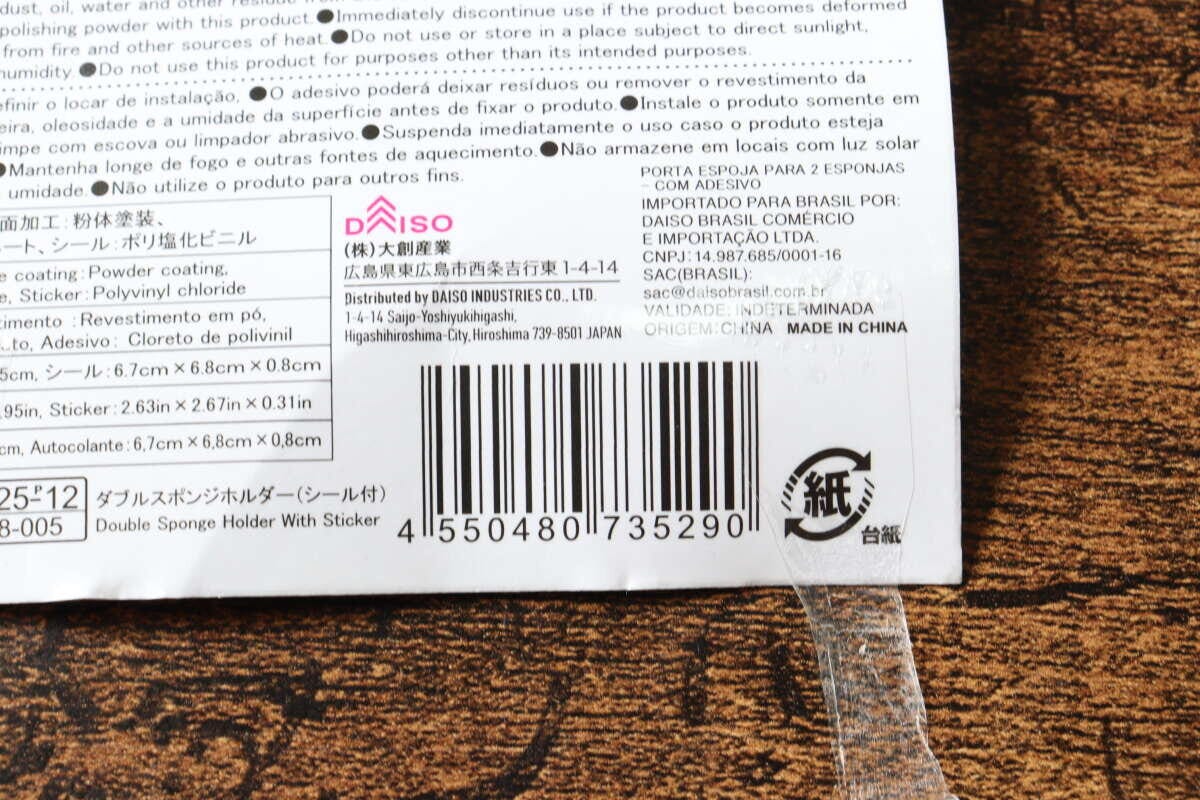 dust, oil, water and other residue from the
polishing powder with this product.●Immediately discontinue use if the product becomes deformed
from fire and other sources of heat.●Do not use or store in a place subject to direct sunlight,
humidity.●Do not use this product for purposes other than its intended purposes.
efinir o locar de instalação, ●O adesivo poderá deixar resíduos ou remover o revestimento da
eira, oleosidade e a umidade da superfície antes de fixar o produto.●Instale o produto somente em
impe com escova ou limpador abrasivo.●Suspenda imediatamente o uso caso o produto esteja
●Mantenha longe de fogo e outras fontes de aquecimento.●Não armazene em locais com luz solar
umidade.●Não utilize o produto para outros fins.
面加工:粉体塗装、
ート、シール:ポリ塩化ビニル
e coating:Powder coating,
e, Sticker:Polyvinyl chloride
stimento :Revestimento em pó,
to, Adesivo: Cloreto de polivinil
5cm, シール:6.7cm×6.8cm×0.8cm
.95in, Sticker:2.63in×2.67in×0.31in
cm, Autocolante:6,7cm×6,8cm×0,8cm
25-P12
8-005
ダブルスポンジホルダー(シール付)
Double Sponge Holder With Sticker
DAISO
(株)大創産業
広島県東広島市西条吉行東1-4-14
Distributed by DAISO INDUSTRIES CO., LTD.
1-4-14 Saijo-Yoshiyukihigashi,
Higashihiroshima-City, Hiroshima 739-8501 JAPAN
PORTA ESPOJA PARA 2 ESPONJAS
- COM ADESIVO
IMPORTADO PARA BRASIL POR:
DAISO BRASIL COMÉRCIO
E IMPORTAÇÃO LTDA.
CNPJ: 14.987.685/0001-16
SAC(BRASIL):
sac@daisobrasil.com.br
VALIDADE: INDETERMINADA
ORIGEM:CHINA MADE IN CHINA
4 550480 735290
紙
台紙